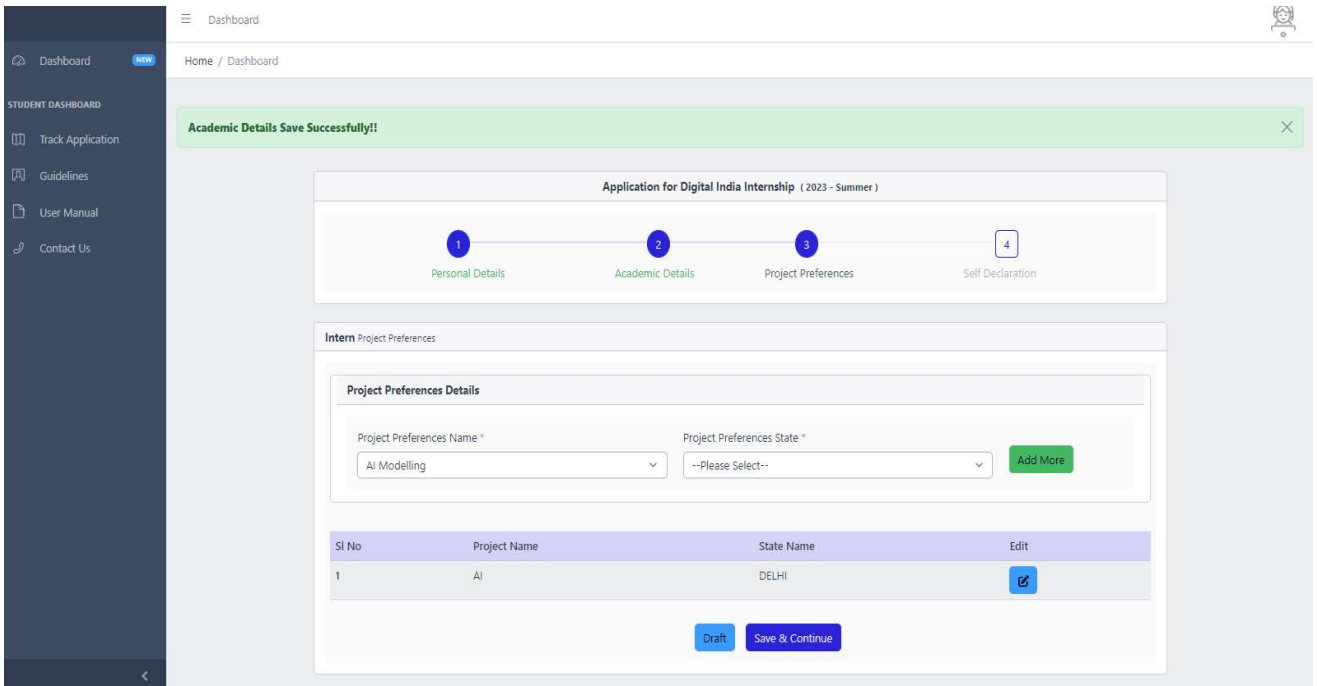 Dashboard
Dashboard NEW
Home / Dashboard
STUDENT DASHBOARD
Track Application
Guidelines
User Manual
Contact Us
Academic Details Save Successfully!!
Application for Digital India Internship ( 2023 - Summer )
1 2 3 4
Personal Details Academic Details Project Preferences Self Declaration
Intern Project Preferences
Project Preferences Details
Project Preferences Name * Project Preferences State *
AI Modelling --Please Select-- Add More
Sl No Project Name State Name Edit
1 AI DELHI
Draft Save & Continue